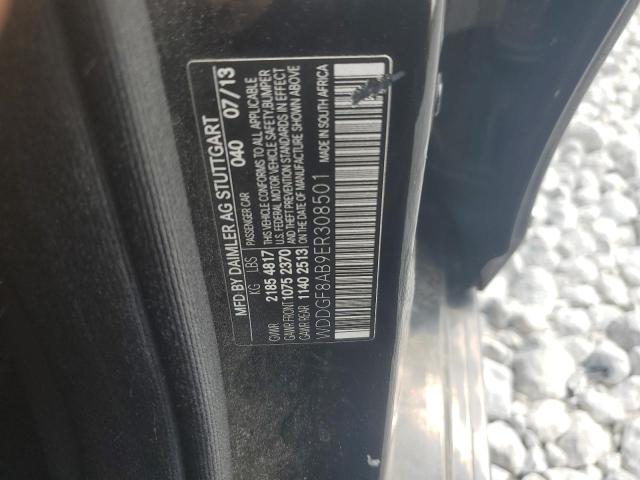 MFD BY DAIMLER AG STUTTGART
PASSENGER CAR 040 07/13
KG LBS THIS VEHICLE CONFORMS TO ALL APPLICABLE
GVWR 2185 4817 U.S. FEDERAL MOTOR VEHICLE SAFETY, BUMPER
GAWR FRONT 1075 2370 AND THEFT PREVENTION STANDARDS IN EFFECT
GAWR REAR 1140 2513 ON THE DATE OF MANUFACTURE SHOWN ABOVE
WDDGF8AB9ER308501 MADE IN SOUTH AFRICA